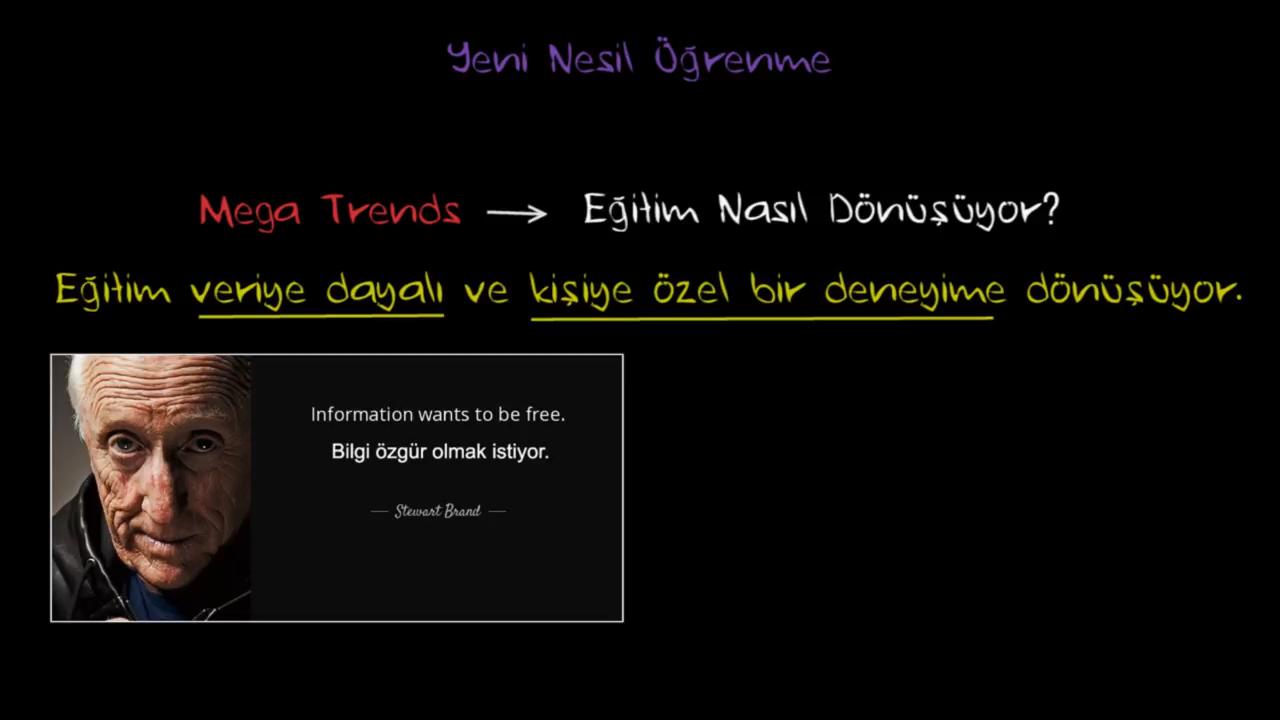 Yeni Nesil Öğrenme
Mega Trends → Eğitim Nasıl Dönüşüyor?
Eğitim veriye dayalı ve kişiye özel bir deneyime dönüşüyor.
Information wants to be free.
Bilgi özgür olmak istiyor.
— Stewart Brand —